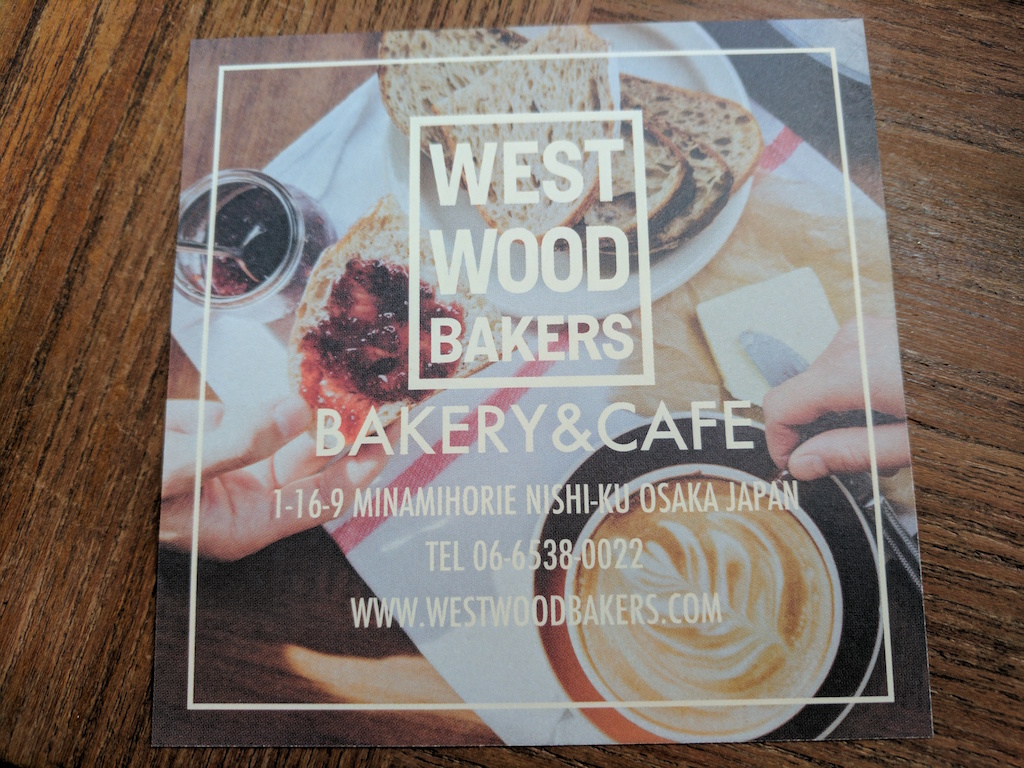 WEST
WOOD
BAKERS
BAKERY&CAFE
1-16-9 MINAMIHORIE NISHI-KU OSAKA JAPAN
TEL 06-6538-0022
WWW.WESTWOODBAKERS.COM